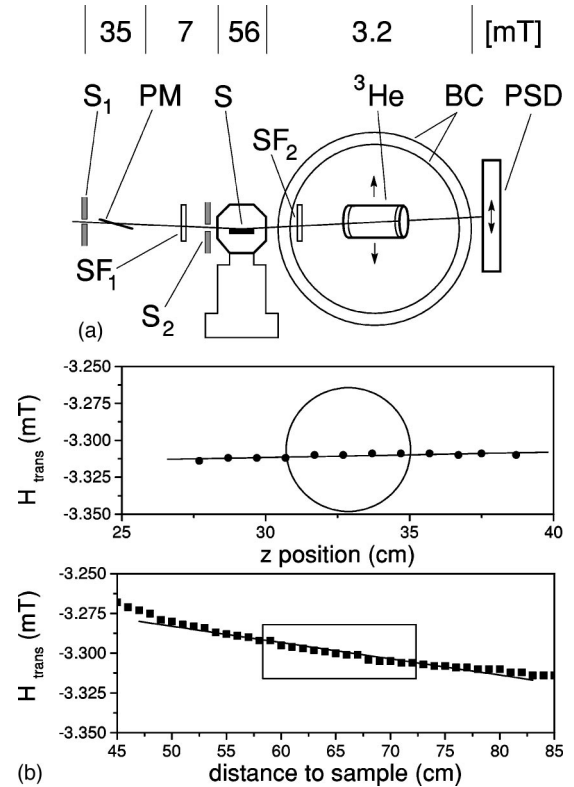 35 7 56 3.2 [mT]
S1 PM S 3He BC PSD
SF2
SF1
S2
(a)
-3.250
-3.275
-3.300
-3.325
-3.350
H trans (mT)
25 30 35 40
z position (cm)
-3.250
-3.275
-3.300
-3.325
-3.350
H trans (mT)
45 50 55 60 65 70 75 80 85
(b) distance to sample (cm)